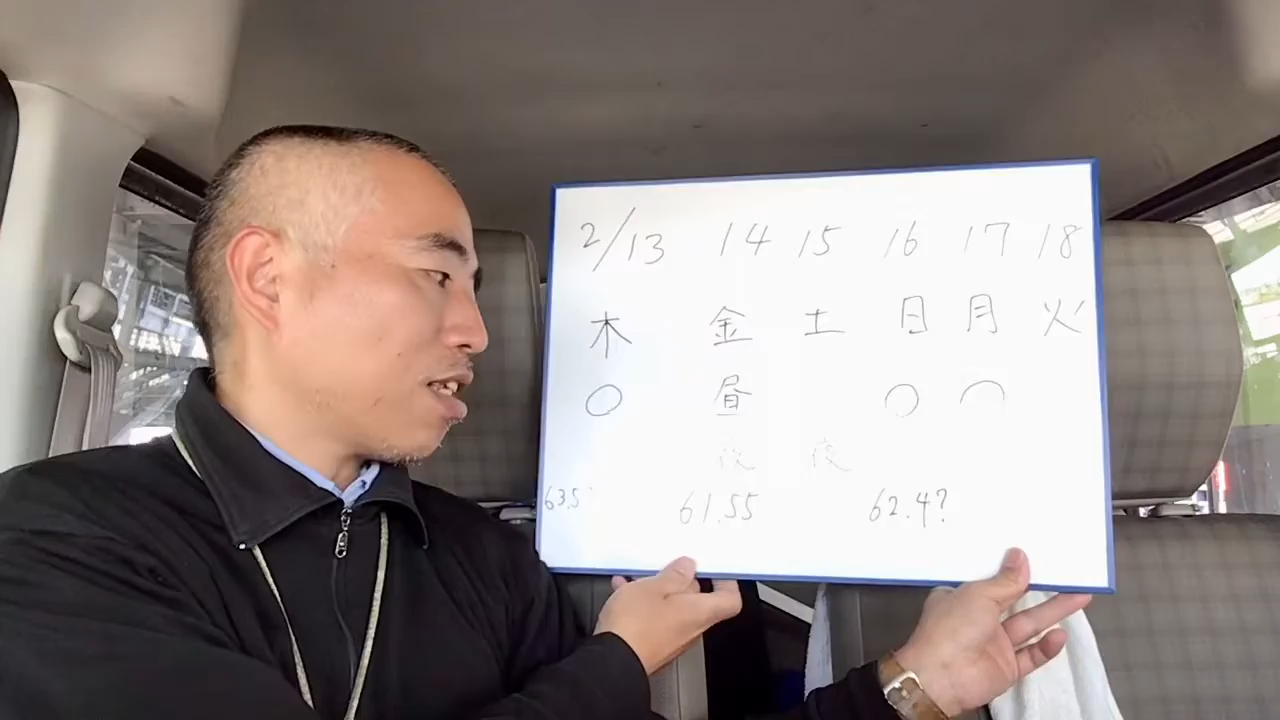 2/13 14 15 16 17 18
木 金 土 日 月 火
○ 昼 ○ ○
夜 夜
63.5 61.55 62.4?